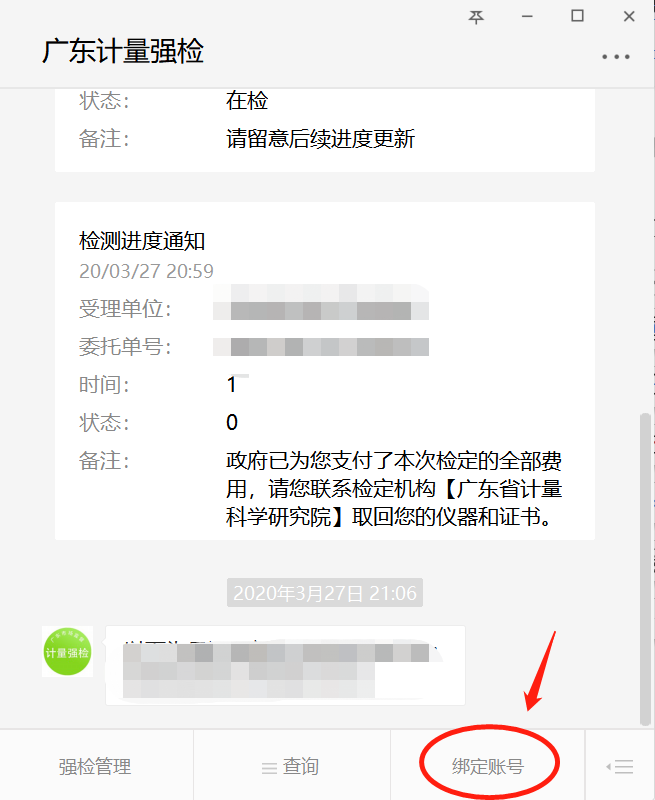 广东计量强检
状态： 在检
备注： 请留意后续进度更新
检测进度通知
20/03/27 20:59
受理单位：
委托单号：
时间： 1
状态： 0
备注： 政府已为您支付了本次检定的全部费
用，请您联系检定机构【广东省计量
科学研究院】取回您的仪器和证书。
2020年3月27日 21:06
计量强检
强检管理
查询
绑定账号